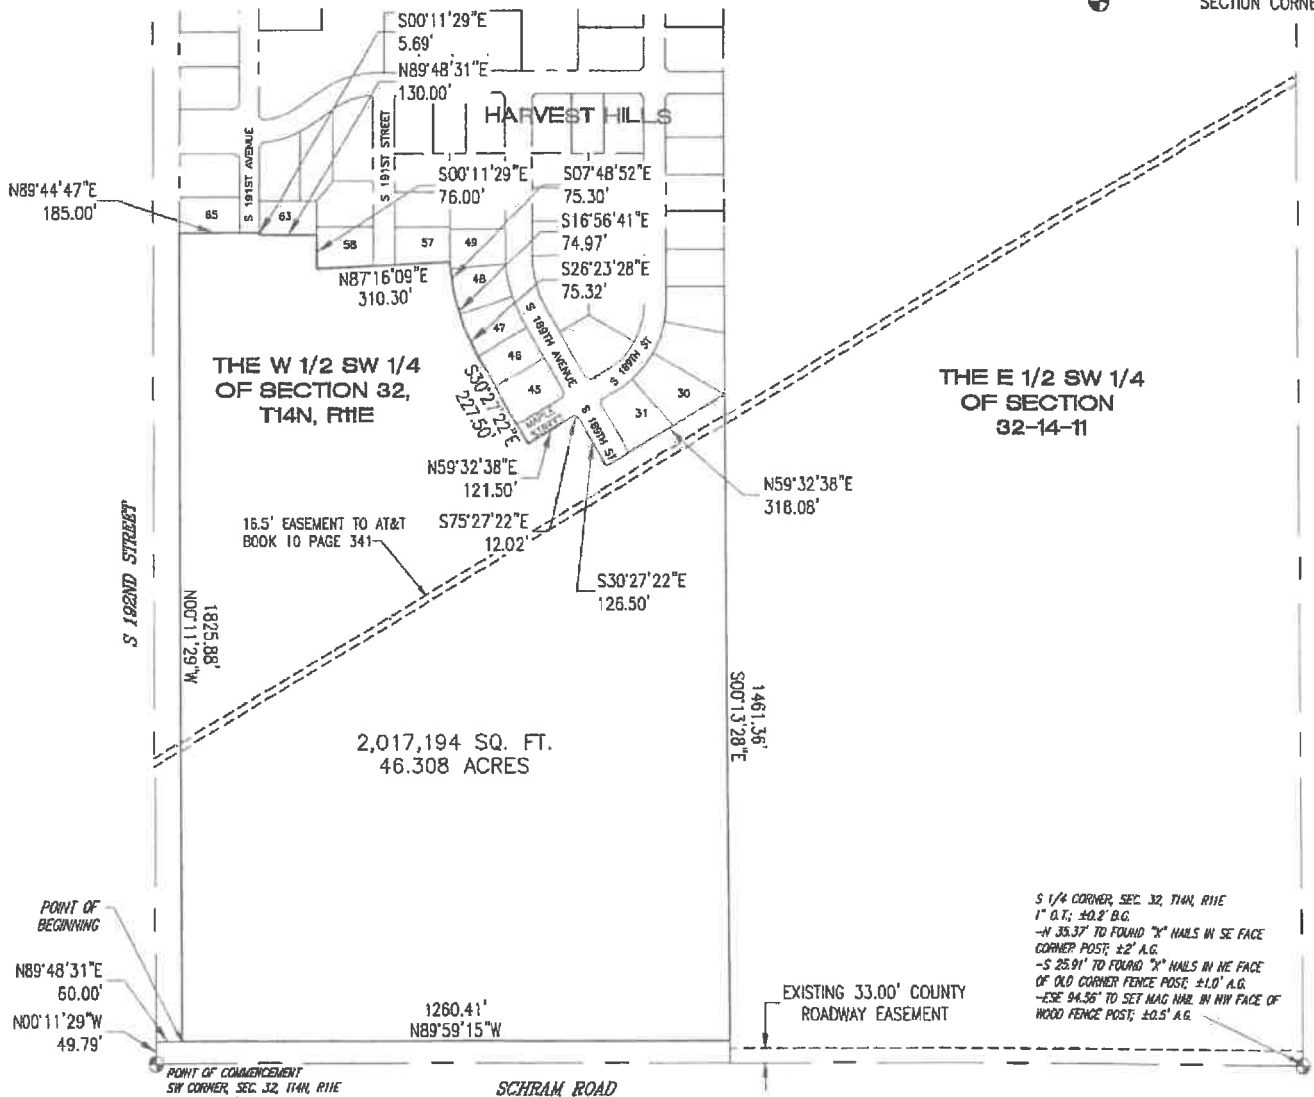 SECTION CORNE
S00°11'29"E
5.69'
N89°48'31"E
130.00'
HARVEST HILLS
S 191ST AVENUE
S 191ST STREET
N89°44'47"E
185.00'
S00°11'29"E
76.00'
S07°48'52"E
75.30'
S16°56'41"E
74.97'
S26°23'28"E
75.32'
65
63
58
57
49
48
47
46
45
31
30
N87°16'09"E
310.30'
S 189TH AVENUE
S 189TH ST
S 189TH ST
MAPLE
STREET
THE W 1/2 SW 1/4
OF SECTION 32,
T14N, R11E
THE E 1/2 SW 1/4
OF SECTION
32-14-11
S30°27'22"E
227.50'
N59°32'38"E
121.50'
N59°32'38"E
318.08'
S75°27'22"E
12.02'
16.5' EASEMENT TO AT&T
BOOK 10 PAGE 341
S30°27'22"E
126.50'
S 192ND STREET
1825.88'
N00°11'29"W
1461.36'
S00°13'28"E
2,017,194 SQ. FT.
46.308 ACRES
POINT OF
BEGINNING
N89°48'31"E
60.00'
N00°11'29"W
49.79'
1260.41'
N89°59'15"W
EXISTING 33.00' COUNTY
ROADWAY EASEMENT
S 1/4 CORNER, SEC. 32, T14N, R11E
1" O.T.; ±0.2' B.G.
-N 35.37' TO FOUND "X" NAILS IN SE FACE
CORNER POST; ±2' A.G.
-S 25.91' TO FOUND "X" NAILS IN NE FACE
OF OLD CORNER FENCE POST; ±1.0' A.G.
-ESE 94.56' TO SET MAG NAIL IN NW FACE OF
WOOD FENCE POST; ±0.5' A.G.
POINT OF COMMENCEMENT
SW CORNER, SEC. 32, T14N, R11E
SCHRAM ROAD